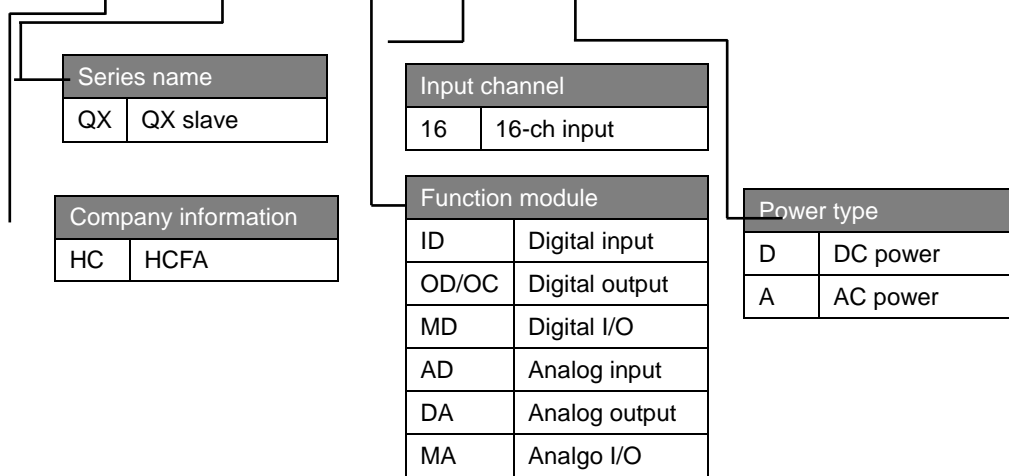 Series name
QX QX slave
Company information
HC HCFA
Input channel
16 16-ch input
Function module
ID Digital input
OD/OC Digital output
MD Digital I/O
AD Analog input
DA Analog output
MA Analgo I/O
Power type
D DC power
A AC power